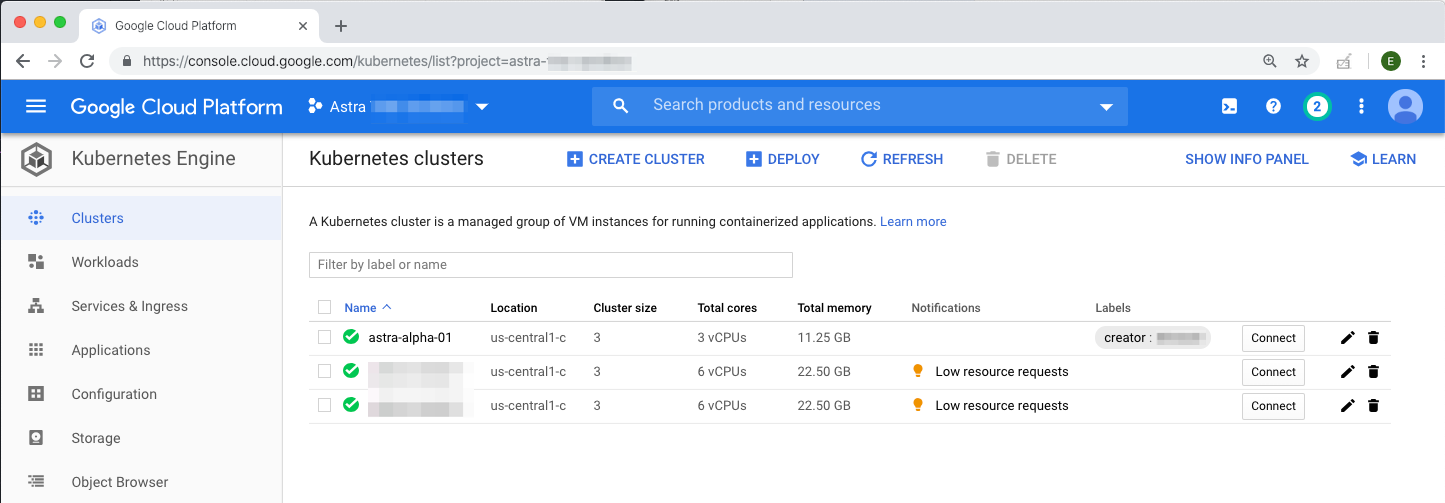 Google Cloud Platform
https://console.cloud.google.com/kubernetes/list?project=astra-
E
Google Cloud Platform Astra Search products and resources 2
Kubernetes Engine
Kubernetes clusters CREATE CLUSTER DEPLOY REFRESH DELETE SHOW INFO PANEL LEARN
Clusters
Workloads
Services & Ingress
Applications
Configuration
Storage
Object Browser
A Kubernetes cluster is a managed group of VM instances for running containerized applications. Learn more
Filter by label or name
Name Location Cluster size Total cores Total memory Notifications Labels
astra-alpha-01 us-central1-c 3 3 vCPUs 11.25 GB creator : Connect
us-central1-c 3 6 vCPUs 22.50 GB Low resource requests Connect
us-central1-c 3 6 vCPUs 22.50 GB Low resource requests Connect